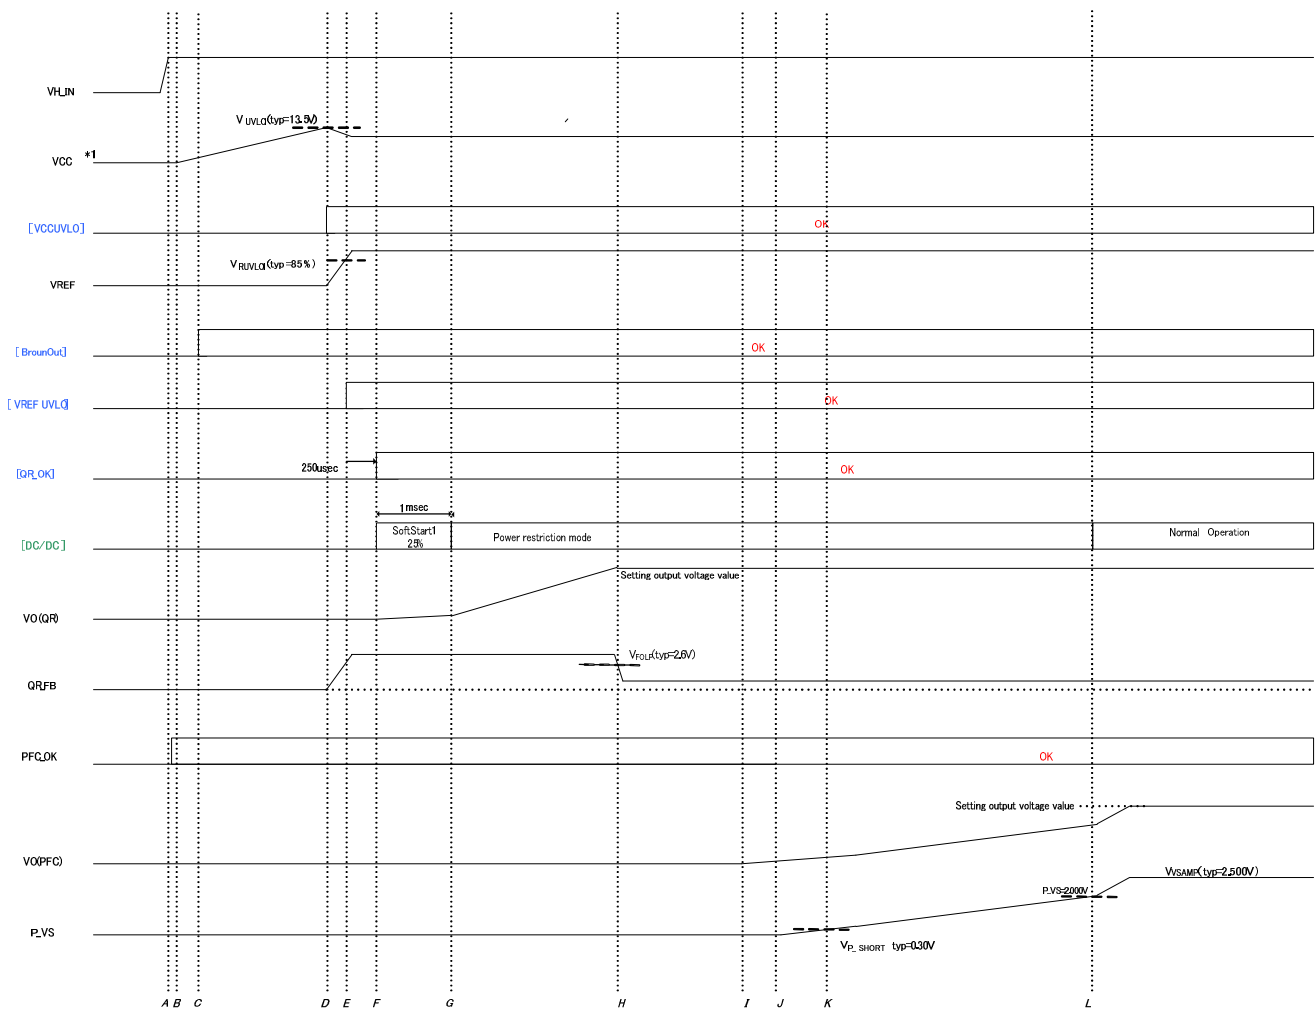 VH_IN
V UVLO(typ=13.5V)
VCC *1
[VCCUVLO]
OK
V RUVLO(typ=85%)
VREF
[BrounOut]
OK
[VREF UVLO]
OK
250usec
[QR_OK]
OK
1msec
[DC/DC]
SoftStart1
25%
Power restriction mode
Normal Operation
Setting output voltage value
VO(QR)
VFOLP(typ=2.6V)
QR_FB
PFC_OK
OK
Setting output voltage value
VO(PFC)
VVSAMP(typ=2.500V)
P_VS=2.000V
P_VS
VP_SHORT typ=0.30V
A B C D E F G H I J K L